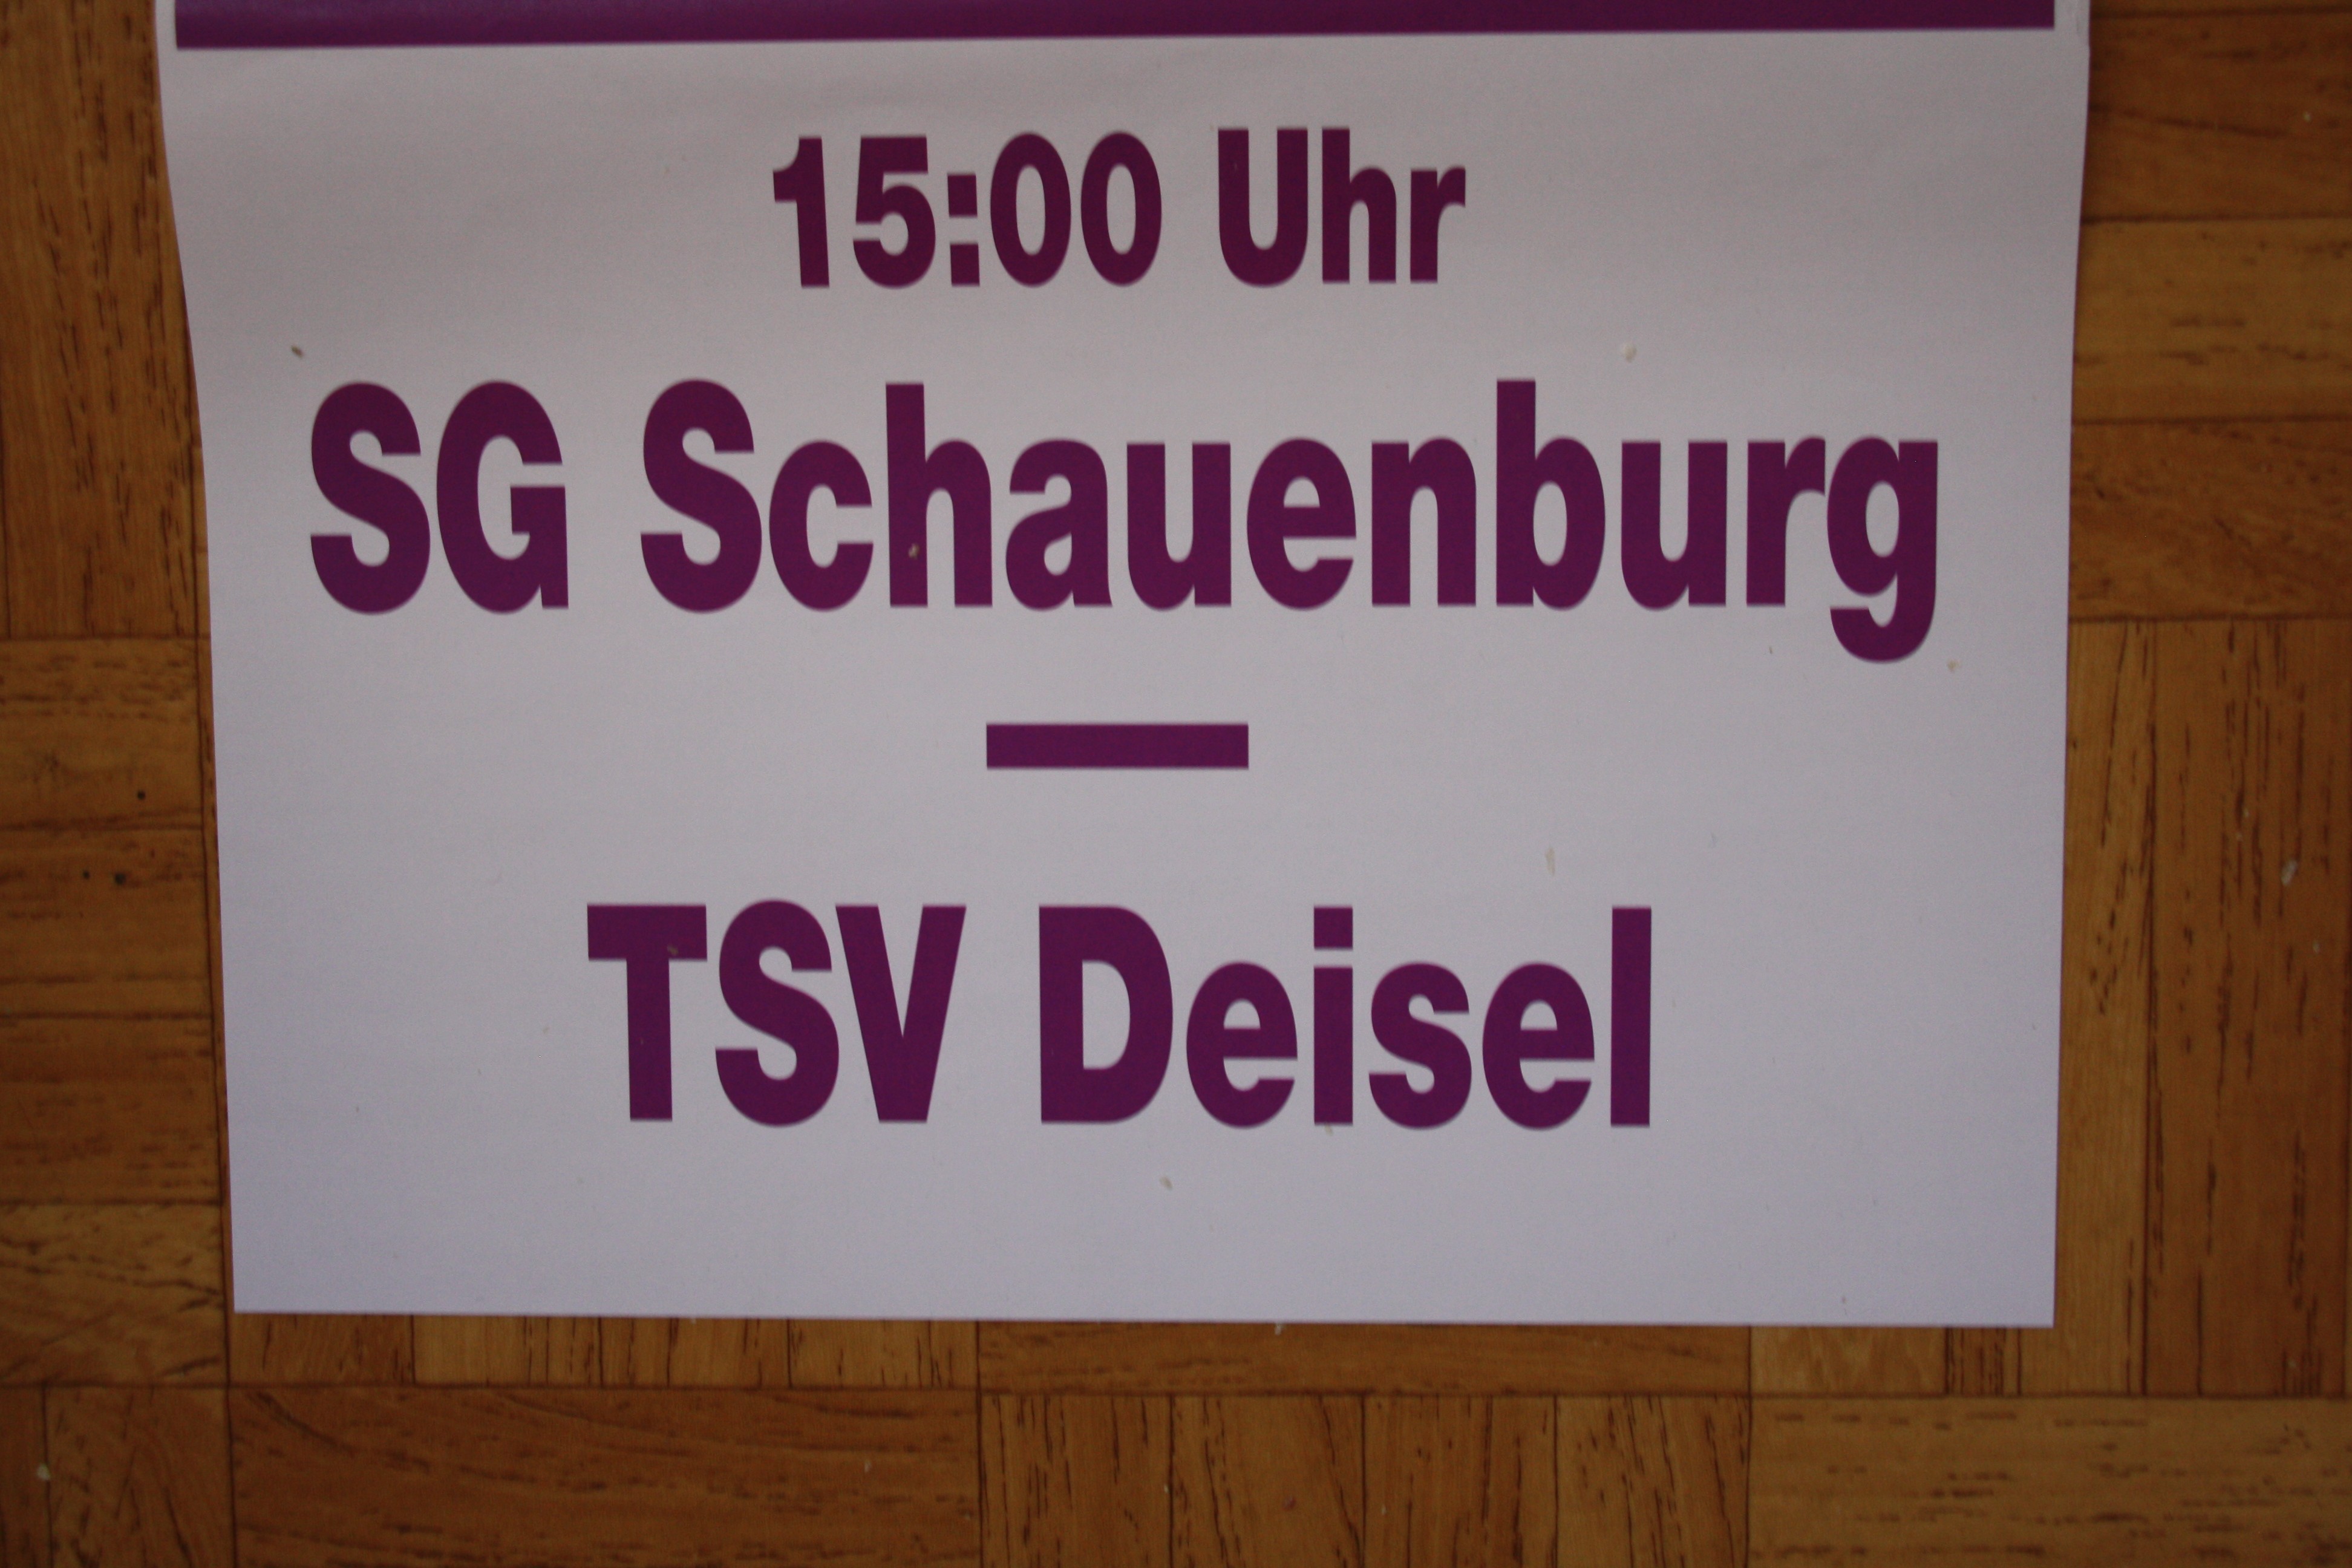 15:00 Uhr
SG Schauenburg
—
TSV Deisel